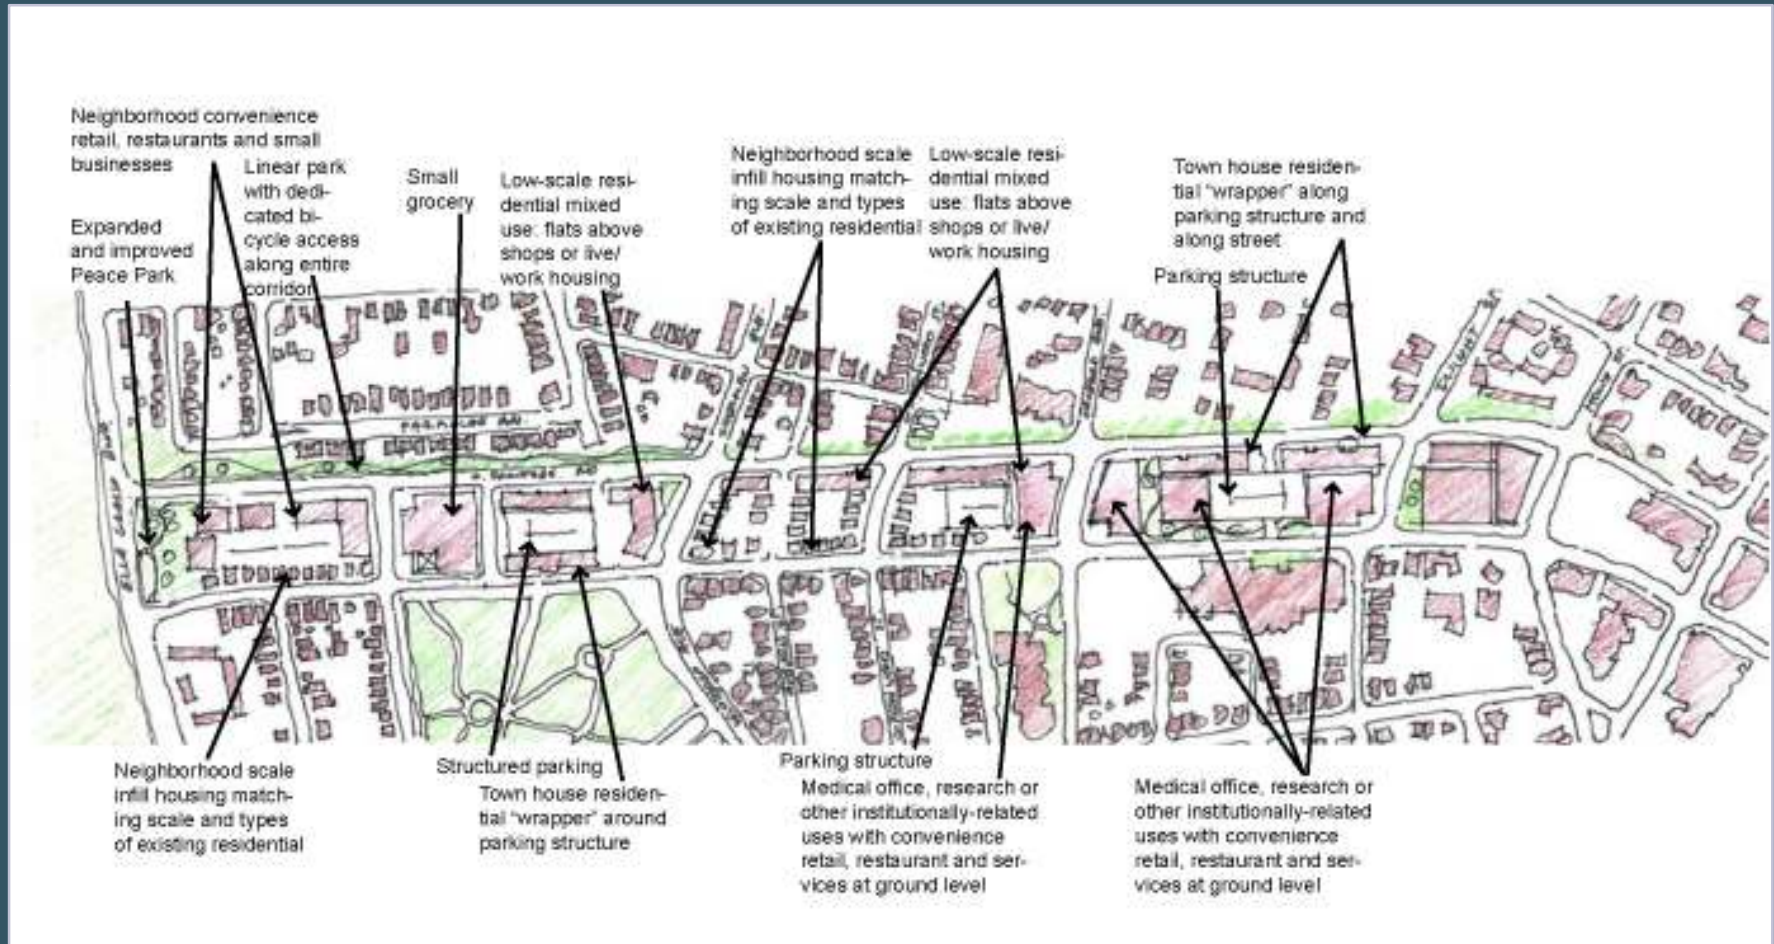 Neighborhood convenience
retail, restaurants and small
businesses
Linear park
with dedi-
cated bi-
cycle access
along entire
corridor
Expanded
and improved
Peace Park
Small
grocery
Low-scale resi-
dential mixed
use: flats above
shops or live/
work housing
Neighborhood scale
infill housing match-
ing scale and types
of existing residential
Low-scale resi-
dential mixed
use: flats above
shops or live/
work housing
Town house residen-
tial "wrapper" along
parking structure and
along street
Parking structure
ELLIOT
Neighborhood scale
infill housing match-
ing scale and types
of existing residential
Structured parking
Town house residen-
tial "wrapper" around
parking structure
Parking structure
Medical office, research or
other institutionally-related
uses with convenience
retail, restaurant and ser-
vices at ground level
Medical office, research or
other institutionally-related
uses with convenience
retail, restaurant and ser-
vices at ground level